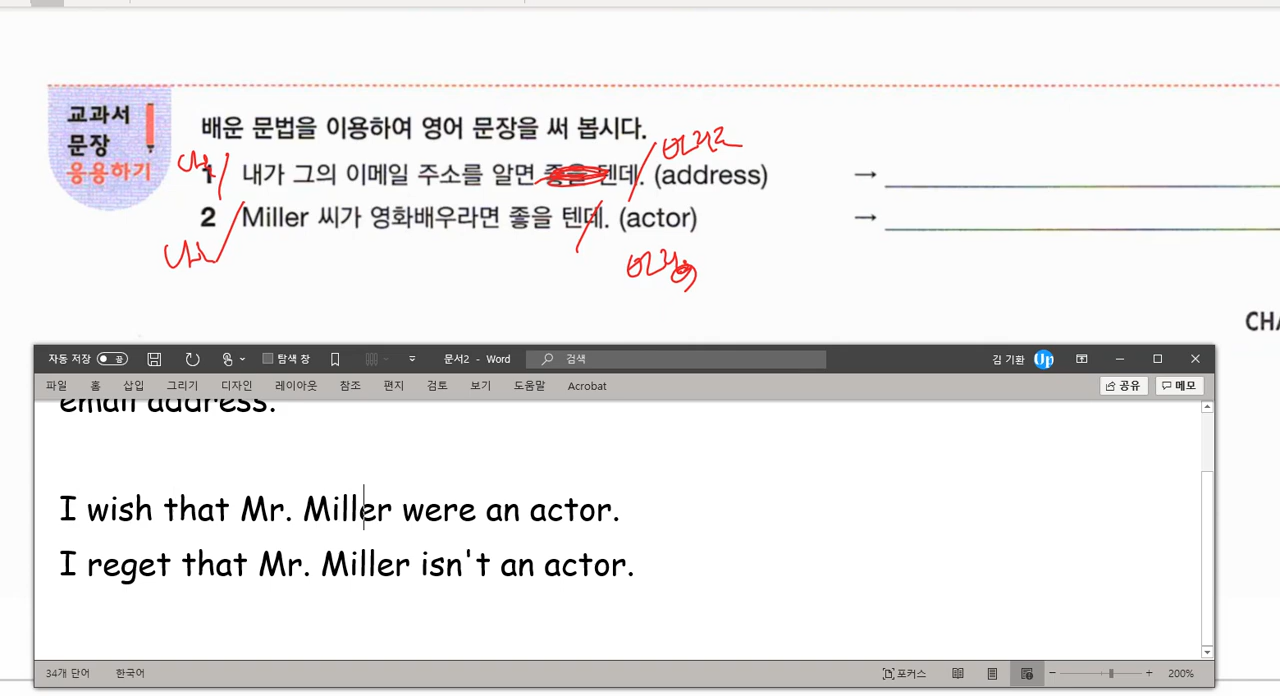 교과서
문장
응용하기
배운 문법을 이용하여 영어 문장을 써 봅시다.
1 내가 그의 이메일 주소를 알면 좋을 텐데. (address) →
2 Miller 씨가 영화배우라면 좋을 텐데. (actor) →
CHA
자동 저장 끔 탐색 창 문서2 - Word 검색 김 기환 Up
파일 홈 삽입 그리기 디자인 레이아웃 참조 편지 검토 보기 도움말 Acrobat 공유 메모
email address.
I wish that Mr. Miller were an actor.
I reget that Mr. Miller isn't an actor.
34개 단어 한국어 포커스 200%